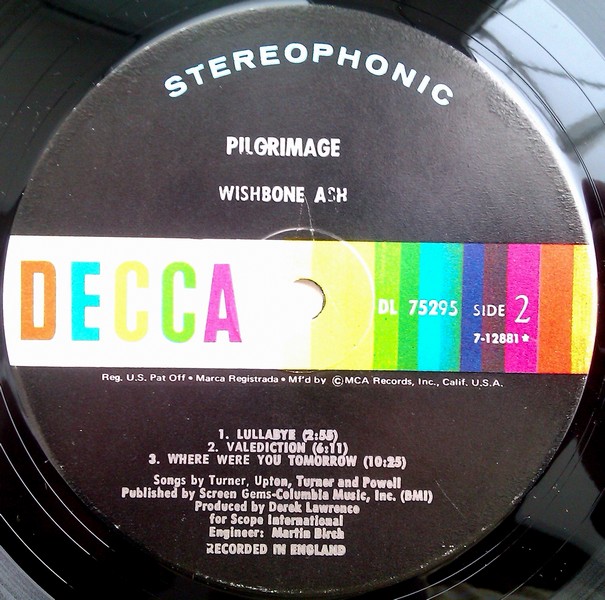 STEREOPHONIC
PILGRIMAGE
WISHBONE ASH
DECCA
DL 75295 SIDE 2
7-12881★
Reg. U.S. Pat Off • Marca Registrada • Mf'd by ©MCA Records, Inc., Calif. U.S.A.
1. LULLABYE (2:55)
2. VALEDICTION (6:11)
3. WHERE WERE YOU TOMORROW (10:25)
Songs by Turner, Upton, Turner and Powell
Published by Screen Gems-Columbia Music, Inc. (BMI)
Produced by Derek Lawrence
for Scope International
Engineer: Martin Birch
RECORDED IN ENGLAND